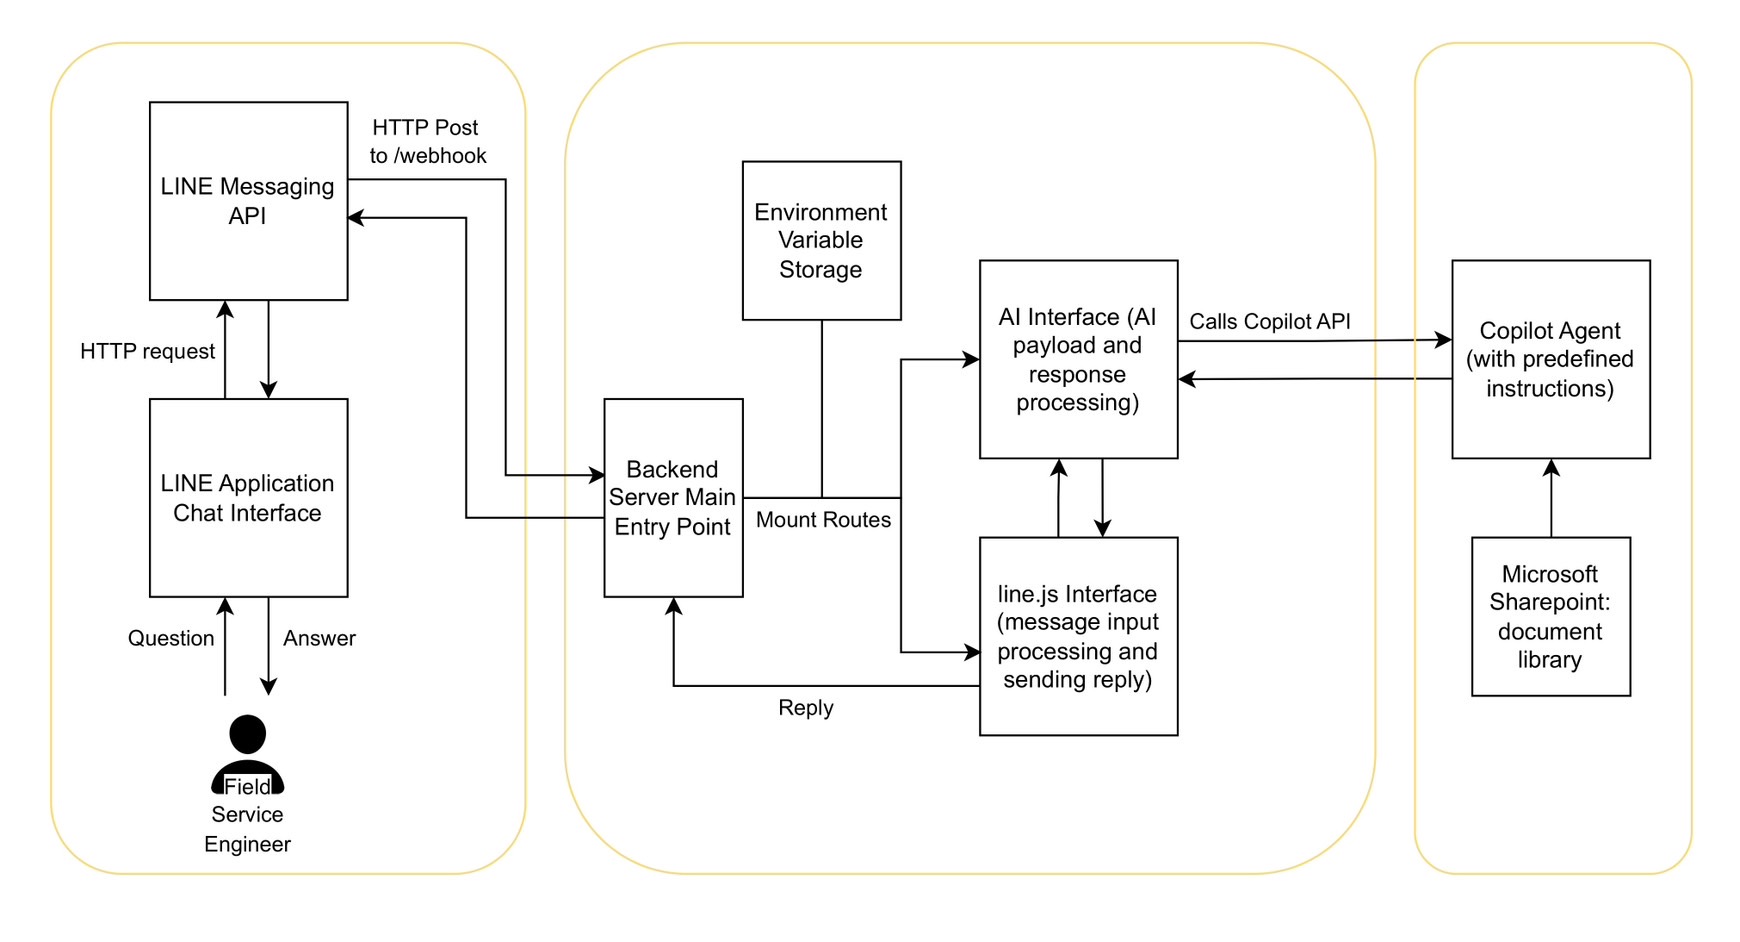 HTTP Post
to /webhook
LINE Messaging
API
HTTP request
LINE Application
Chat Interface
Question
Answer
Field
Service
Engineer
Environment
Variable
Storage
Backend
Server Main
Entry Point
Mount Routes
Reply
AI Interface (AI
payload and
response
processing)
line.js Interface
(message input
processing and
sending reply)
Calls Copilot API
Copilot Agent
(with predefined
instructions)
Microsoft
Sharepoint:
document
library